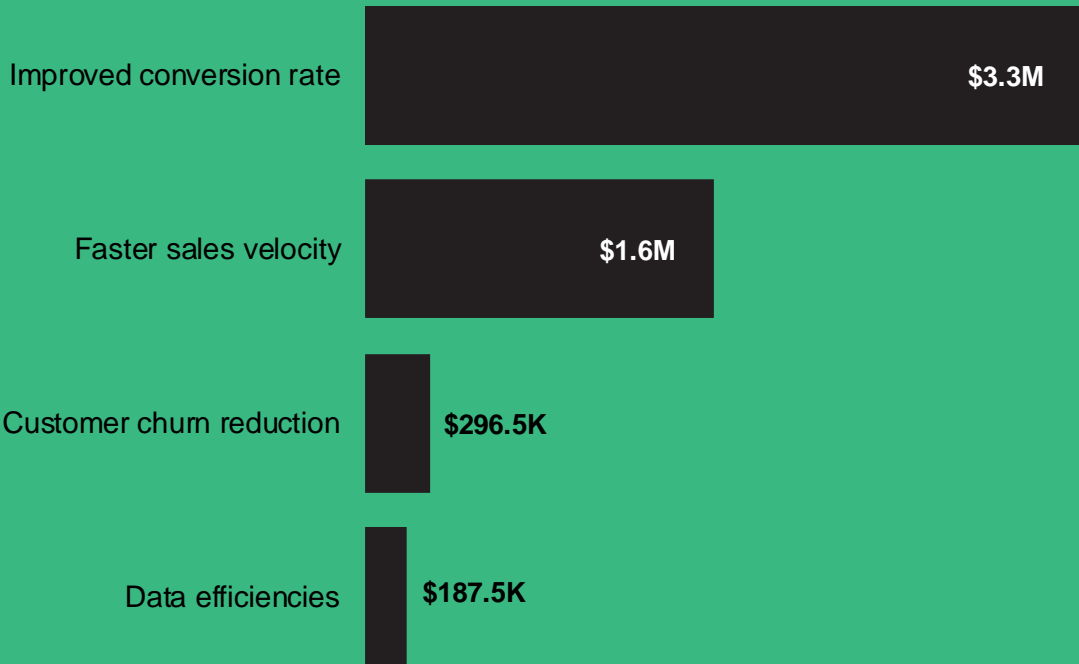 Improved conversion rate
$3.3M
Faster sales velocity
$1.6M
Customer churn reduction
$296.5K
Data efficiencies
$187.5K